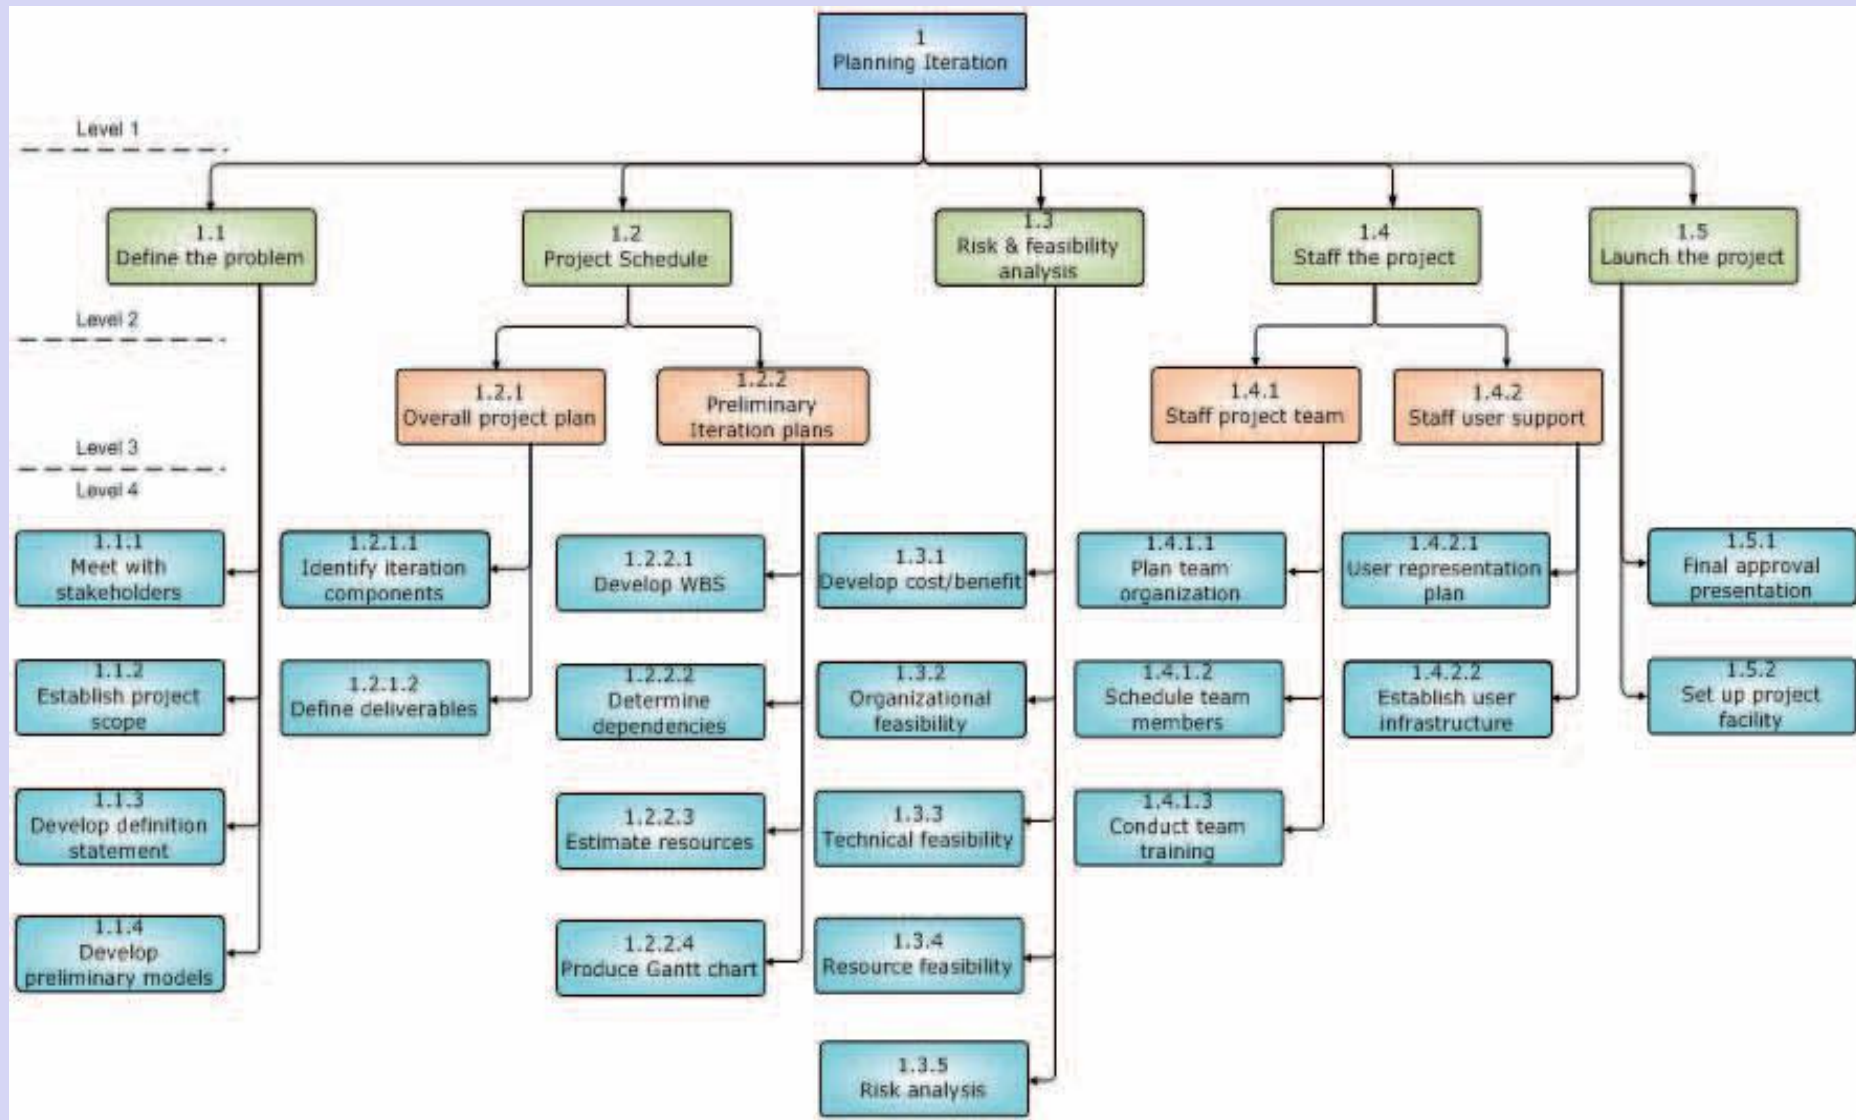 1
Planning Iteration
Level 1
1.1
Define the problem
1.2
Project Schedule
1.3
Risk & feasibility
analysis
1.4
Staff the project
1.5
Launch the project
Level 2
1.2.1
Overall project plan
1.2.2
Preliminary
Iteration plans
1.4.1
Staff project team
1.4.2
Staff user support
Level 3
Level 4
1.1.1
Meet with
stakeholders
1.2.1.1
Identify iteration
components
1.2.2.1
Develop WBS
1.3.1
Develop cost/benefit
1.4.1.1
Plan team
organization
1.4.2.1
User representation
plan
1.5.1
Final approval
presentation
1.1.2
Establish project
scope
1.2.1.2
Define deliverables
1.2.2.2
Determine
dependencies
1.3.2
Organizational
feasibility
1.4.1.2
Schedule team
members
1.4.2.2
Establish user
infrastructure
1.5.2
Set up project
facility
1.1.3
Develop definition
statement
1.2.2.3
Estimate resources
1.3.3
Technical feasibility
1.4.1.3
Conduct team
training
1.1.4
Develop
preliminary models
1.2.2.4
Produce Gantt chart
1.3.4
Resource feasibility
1.3.5
Risk analysis